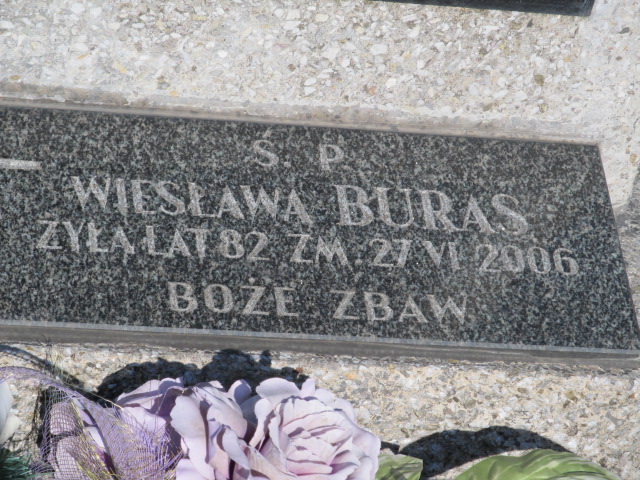 Ś. P.
WIESŁAWA BURAS
ŻYŁA LAT 82 ZM. 27 VI 2006
BOŻE ZBAW